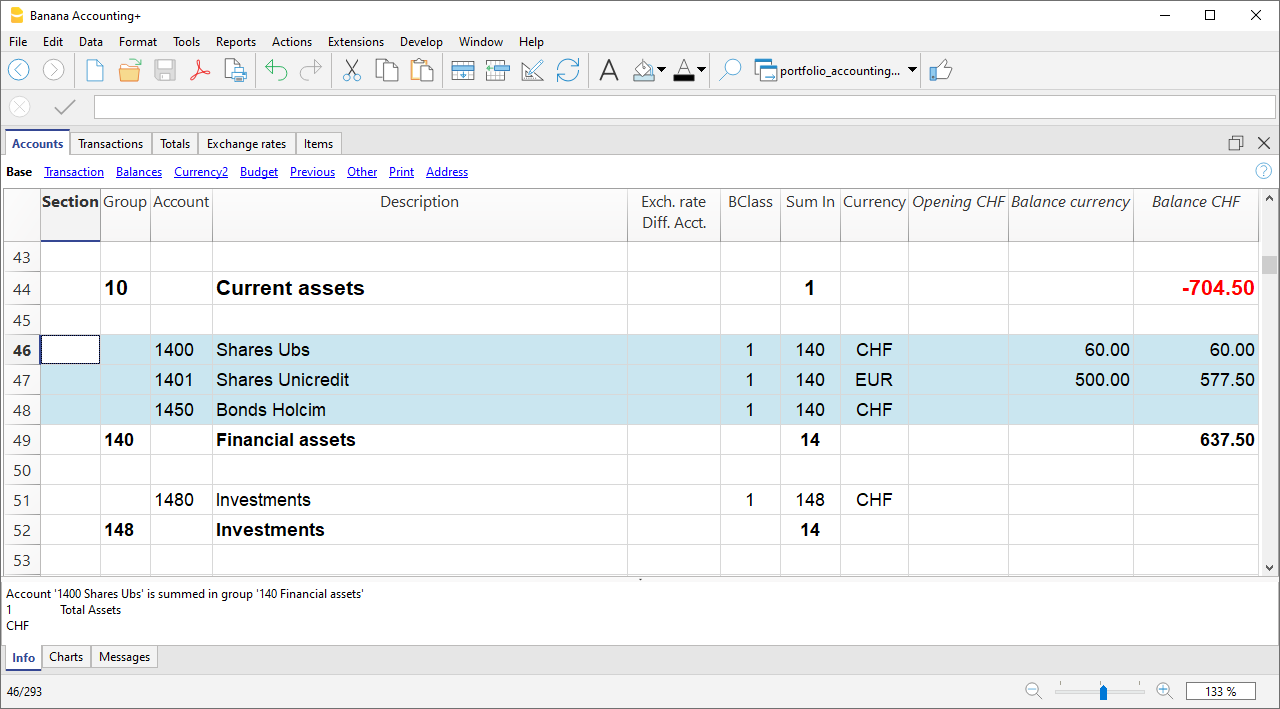 Banana Accounting+
File Edit Data Format Tools Reports Actions Extensions Develop Window Help
portfolio_accounting...
Accounts Transactions Totals Exchange rates Items
Base Transaction Balances Currency2 Budget Previous Other Print Address
Section Group Account Description Exch. rate BClass Sum In Currency Opening CHF Balance currency Balance CHF
Diff. Acct.
43
44 10 Current assets 1 -704.50
45
46 1400 Shares Ubs 1 140 CHF 60.00 60.00
47 1401 Shares Unicredit 1 140 EUR 500.00 577.50
48 1450 Bonds Holcim 1 140 CHF
49 140 Financial assets 14 637.50
50
51 1480 Investments 1 148 CHF
52 148 Investments 14
53
Account '1400 Shares Ubs' is summed in group '140 Financial assets'
1 Total Assets
CHF
Info Charts Messages
46/293 133 %